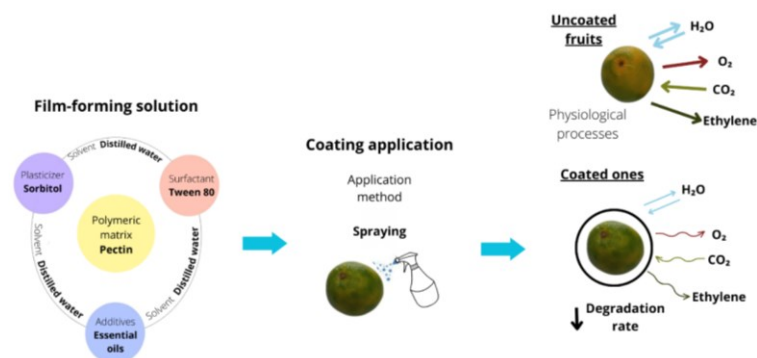 Film-forming solution
Solvent Distilled water
Plasticizer
Sorbitol
Surfactant
Tween 80
Polymeric
matrix
Pectin
Solvent Distilled water
Solvent Distilled water
Additives
Essential
oils
Coating application
Application
method
Spraying
Uncoated
fruits
H₂O
O₂
CO₂
Ethylene
Physiological
processes
Coated ones
H₂O
O₂
CO₂
Ethylene
Degradation
rate